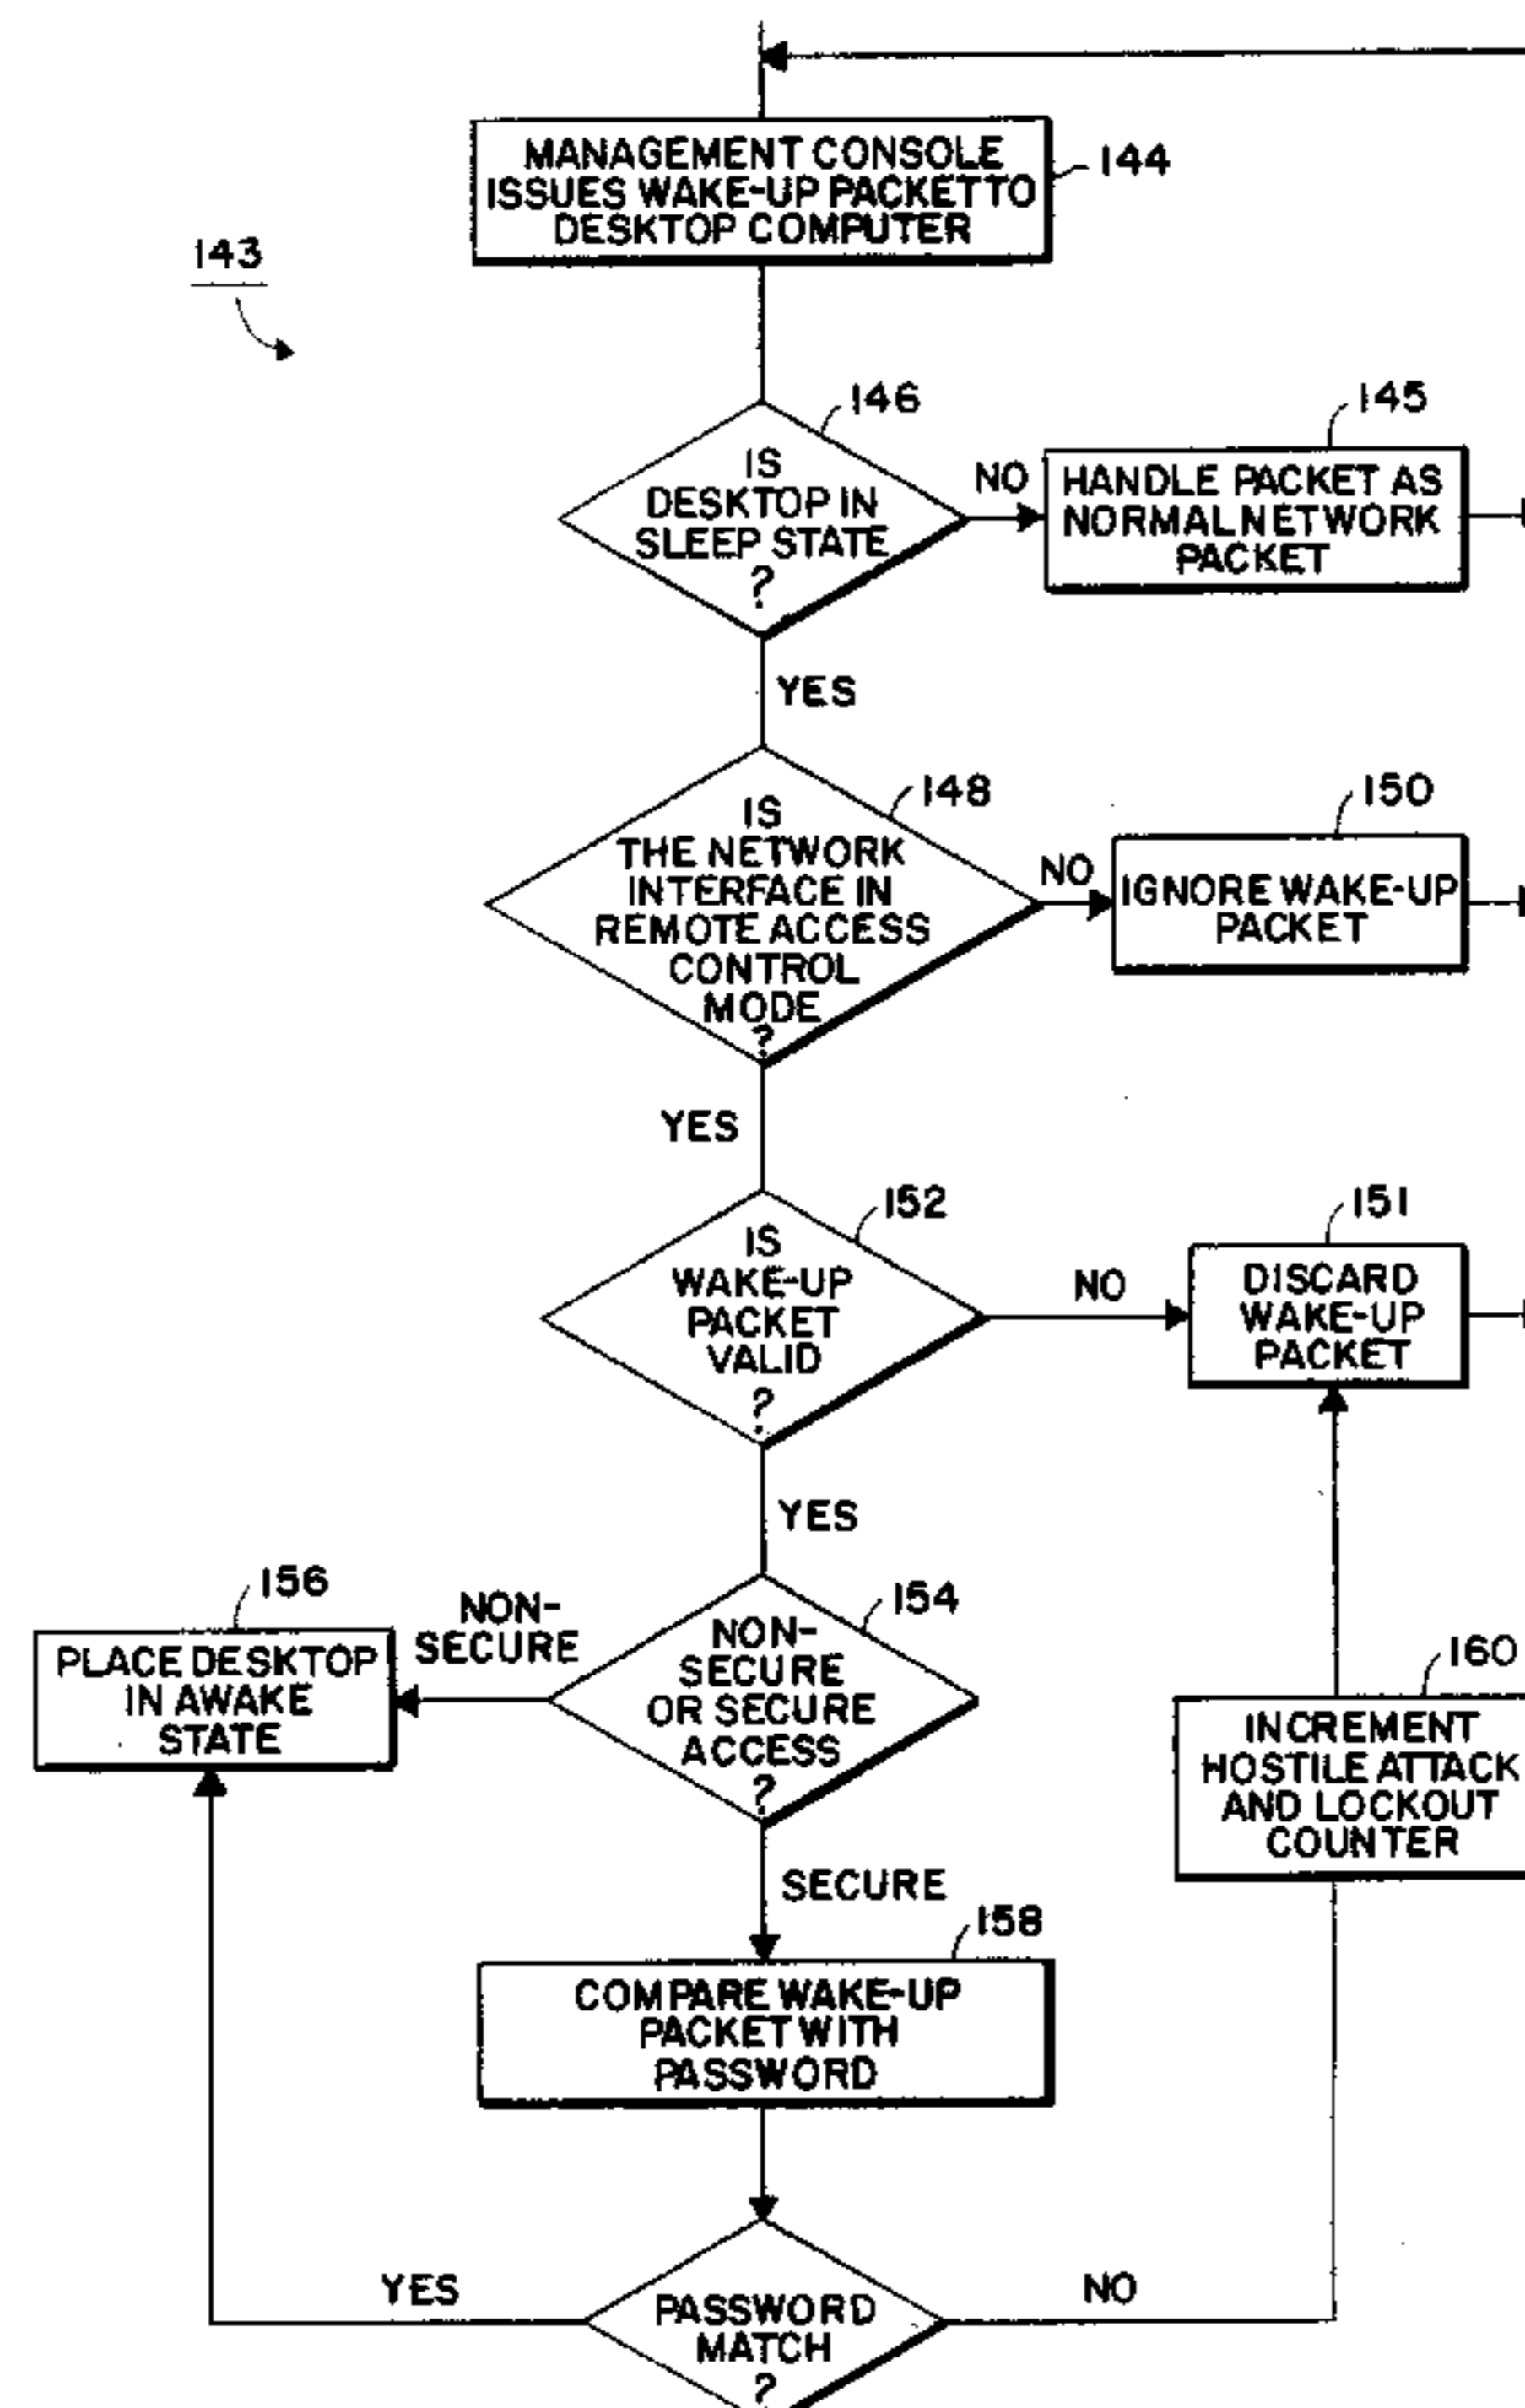 MANAGEMENT CONSOLE
ISSUES WAKE-UP PACKET TO
DESKTOP COMPUTER
144
143
146
IS
DESKTOP IN
SLEEP STATE
?
NO
145
HANDLE PACKET AS
NORMAL NETWORK
PACKET
YES
148
IS
THE NETWORK
INTERFACE IN
REMOTE ACCESS
CONTROL
MODE
?
NO
150
IGNORE WAKE-UP
PACKET
YES
152
IS
WAKE-UP
PACKET
VALID
?
NO
151
DISCARD
WAKE-UP
PACKET
YES
156
PLACE DESKTOP
IN AWAKE
STATE
NON-
SECURE
154
NON-
SECURE
OR SECURE
ACCESS
?
160
INCREMENT
HOSTILE ATTACK
AND LOCKOUT
COUNTER
SECURE
158
COMPARE WAKE-UP
PACKET WITH
PASSWORD
YES
PASSWORD
MATCH
?
NO